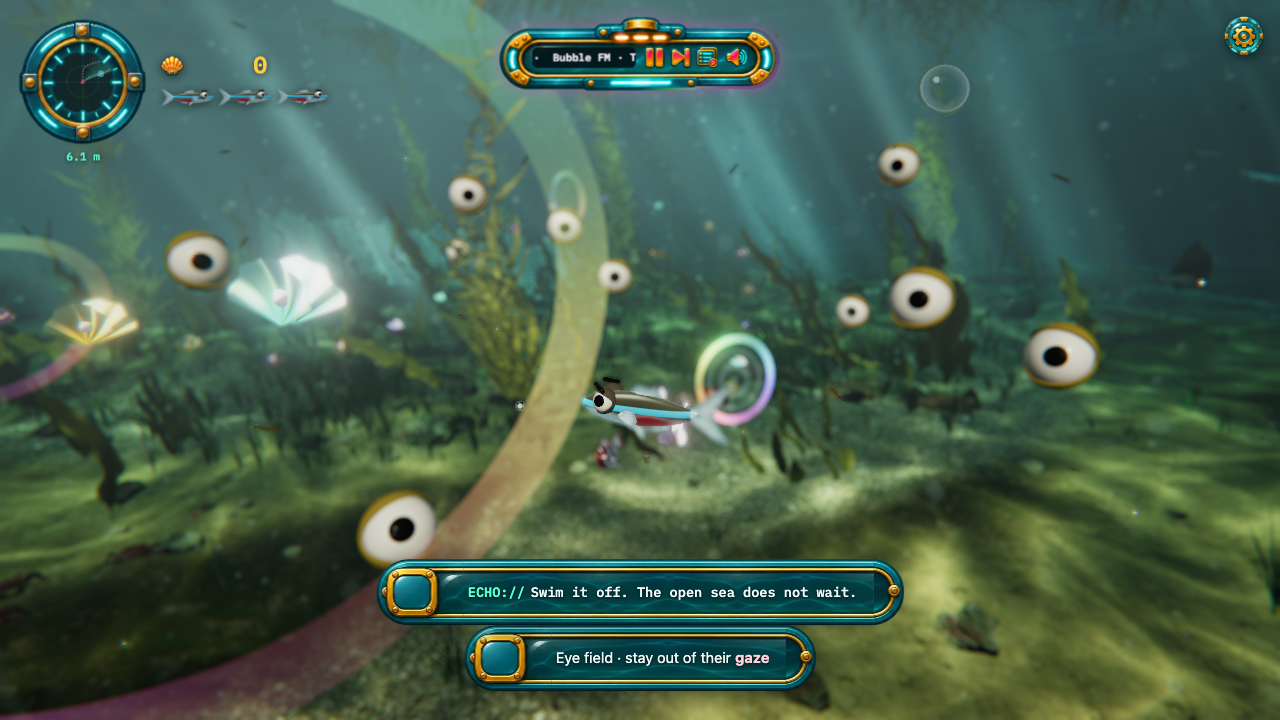 0
· Bubble FM · T
6.1 m
ECHO:// Swim it off. The open sea does not wait.
Eye field · stay out of their gaze